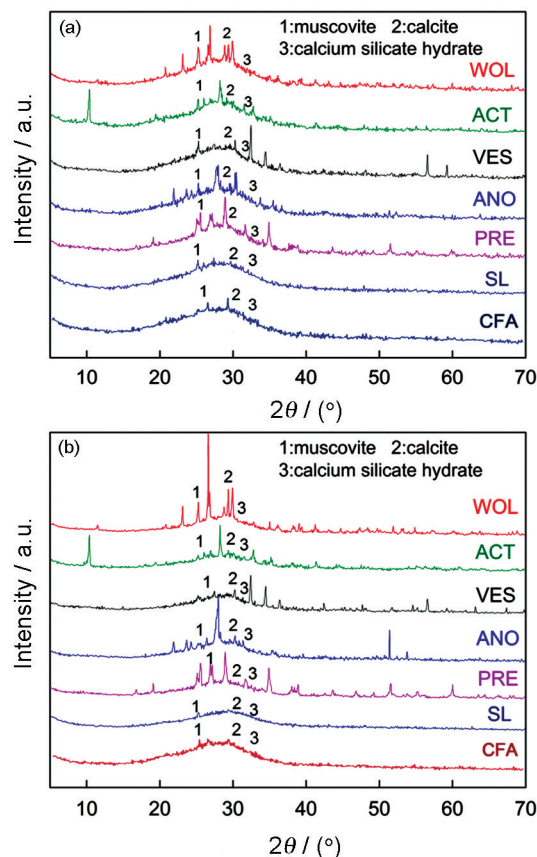 (a)
1:muscovite 2:calcite
3:calcium silicate hydrate
1 2 3 WOL
1 2 3 ACT
1 2 3 VES
1 2 3 ANO
1 2 3 PRE
1 2 3 SL
1 2 3 CFA
Intensity / a.u.
10 20 30 40 50 60 70
2θ / (°)
(b)
1:muscovite 2:calcite
3:calcium silicate hydrate
1 2 3 WOL
1 2 3 ACT
1 2 3 VES
1 2 3 ANO
1 2 3 PRE
1 2 3 SL
1 2 3 CFA
Intensity / a.u.
10 20 30 40 50 60 70
2θ / (°)